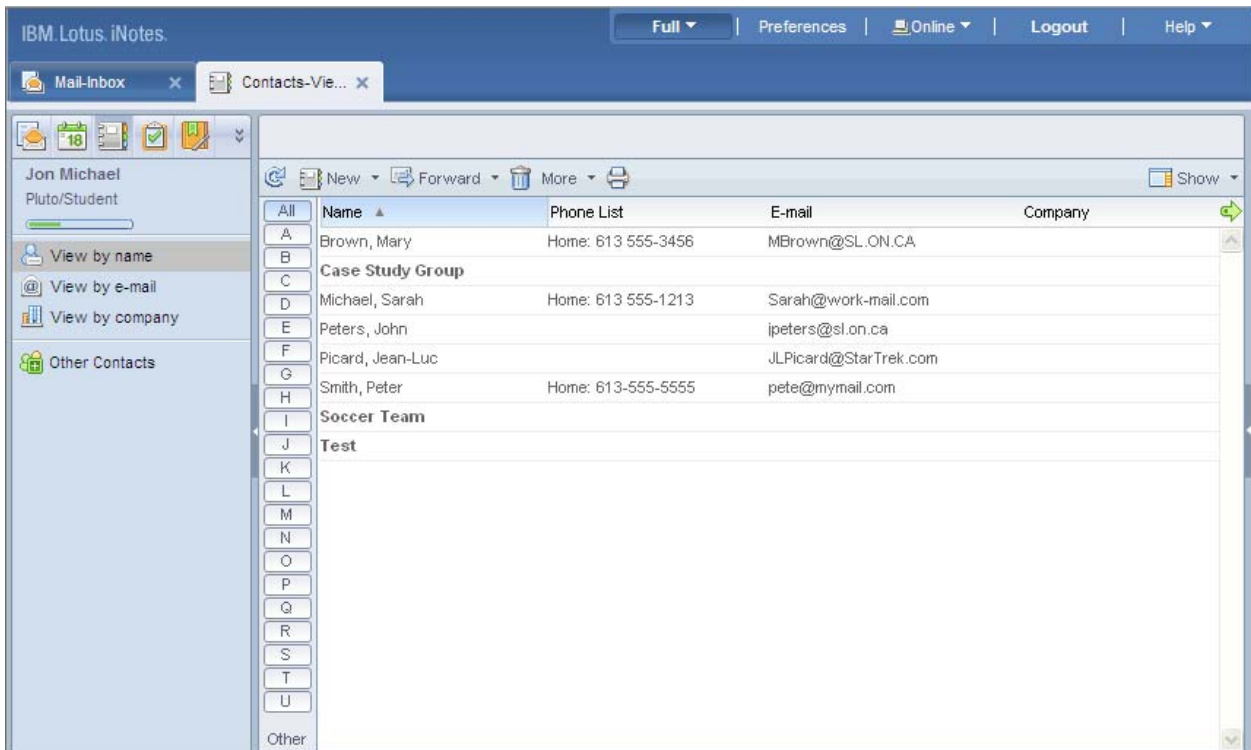 IBM. Lotus. iNotes.
Full | Preferences | Online | Logout | Help
Mail-Inbox Contacts-Vie...
18
Jon Michael
Pluto/Student
View by name
View by e-mail
View by company
Other Contacts
New Forward More Show
All Name Phone List E-mail Company
A
B
C
D
E
F
G
H
I
J
K
L
M
N
O
P
Q
R
S
T
U
Other
Brown, Mary Home: 613 555-3456 MBrown@SL.ON.CA
Case Study Group
Michael, Sarah Home: 613 555-1213 Sarah@work-mail.com
Peters, John jpeters@sl.on.ca
Picard, Jean-Luc JLPicard@StarTrek.com
Smith, Peter Home: 613-555-5555 pete@mymail.com
Soccer Team
Test